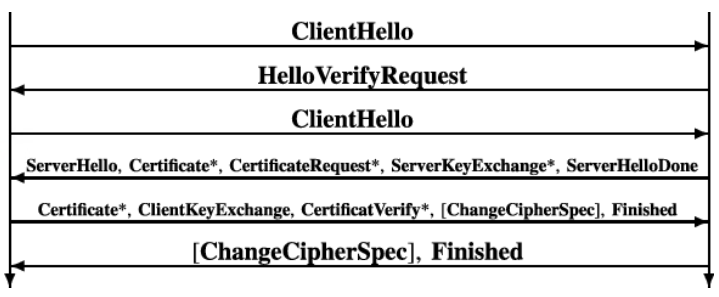 ClientHello
HelloVerifyRequest
ClientHello
ServerHello, Certificate*, CertificateRequest*, ServerKeyExchange*, ServerHelloDone
Certificate*, ClientKeyExchange, CertificatVerify*, [ChangeCipherSpec], Finished
[ChangeCipherSpec], Finished